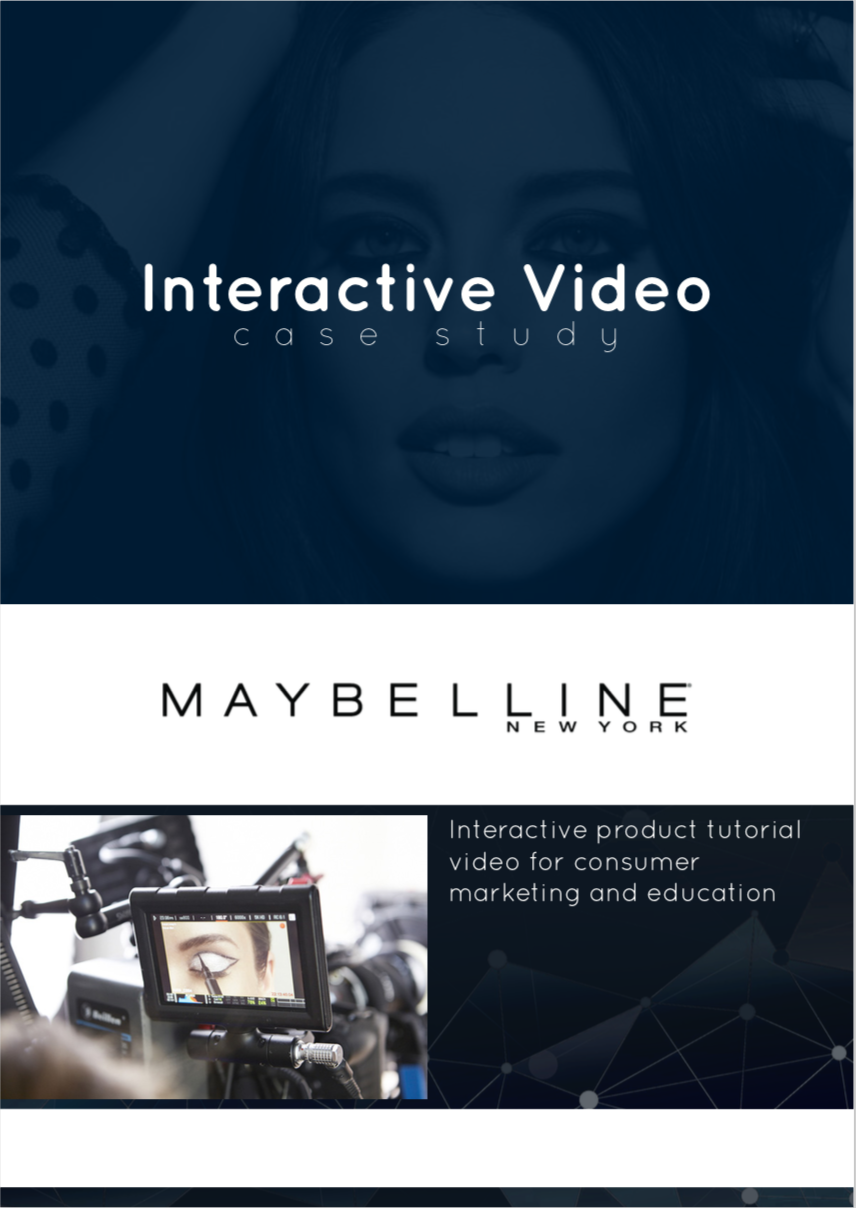 Interactive Video
case study
MAYBELLINE
NEW YORK
Interactive product tutorial
video for consumer
marketing and education